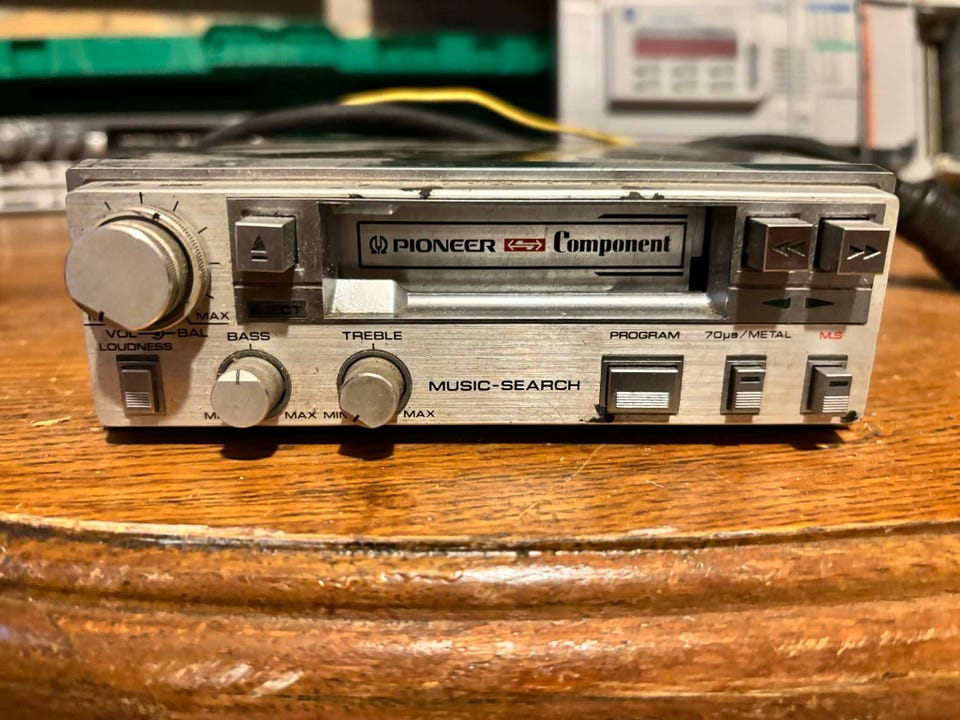 PIONEER Component
EJECT
MAX
VOL BAL
LOUDNESS
BASS
TREBLE
PROGRAM
70μs/METAL
M.S
MUSIC-SEARCH
MAX
MIN
MAX